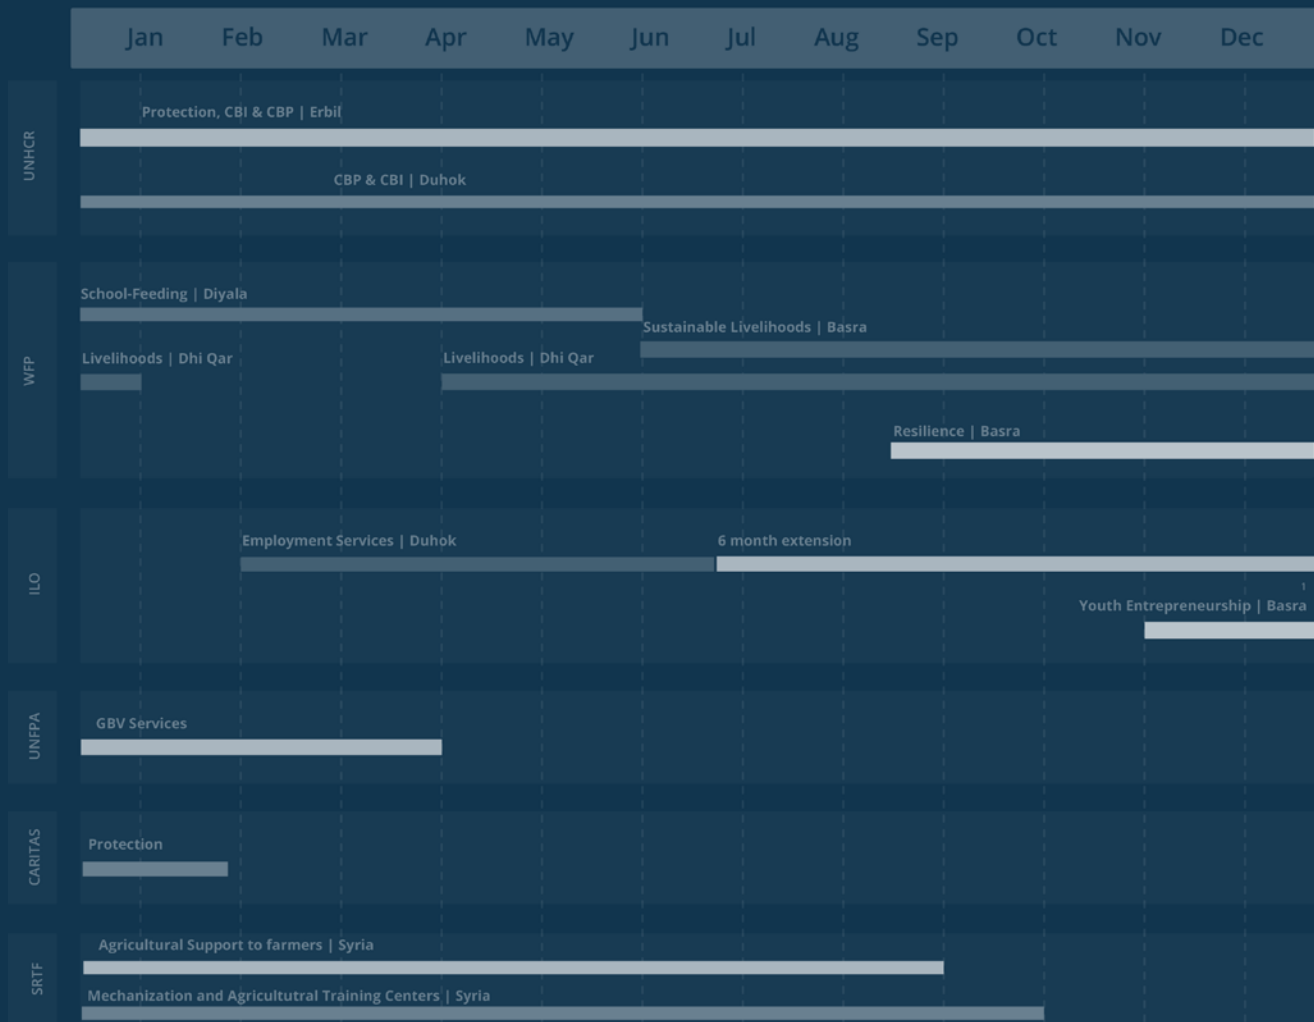 Jan Feb Mar Apr May Jun Jul Aug Sep Oct Nov Dec
UNHCR
Protection, CBI & CBP | Erbil
CBP & CBI | Duhok
WFP
School-Feeding | Diyala
Sustainable Livelihoods | Basra
Livelihoods | Dhi Qar
Livelihoods | Dhi Qar
Resilience | Basra
ILO
Employment Services | Duhok
6 month extension
1
Youth Entrepreneurship | Basra
UNFPA
GBV Services
CARITAS
Protection
SRTF
Agricultural Support to farmers | Syria
Mechanization and Agricultutral Training Centers | Syria